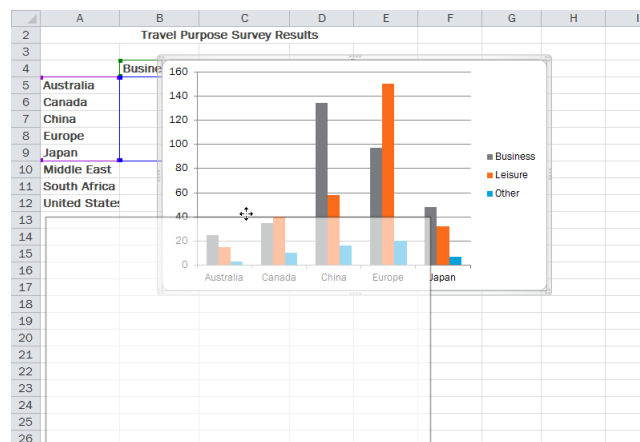 A B C D E F G H I
2 Travel Purpose Survey Results
3
4 Busine
5 Australia
6 Canada
7 China
8 Europe
9 Japan
10 Middle East
11 South Africa
12 United States
13
14
15
16
17
18
19
20
21
22
23
24
25
26
160
140
120
100
80
60
40
20
0
Australia Canada China Europe Japan
Business
Leisure
Other